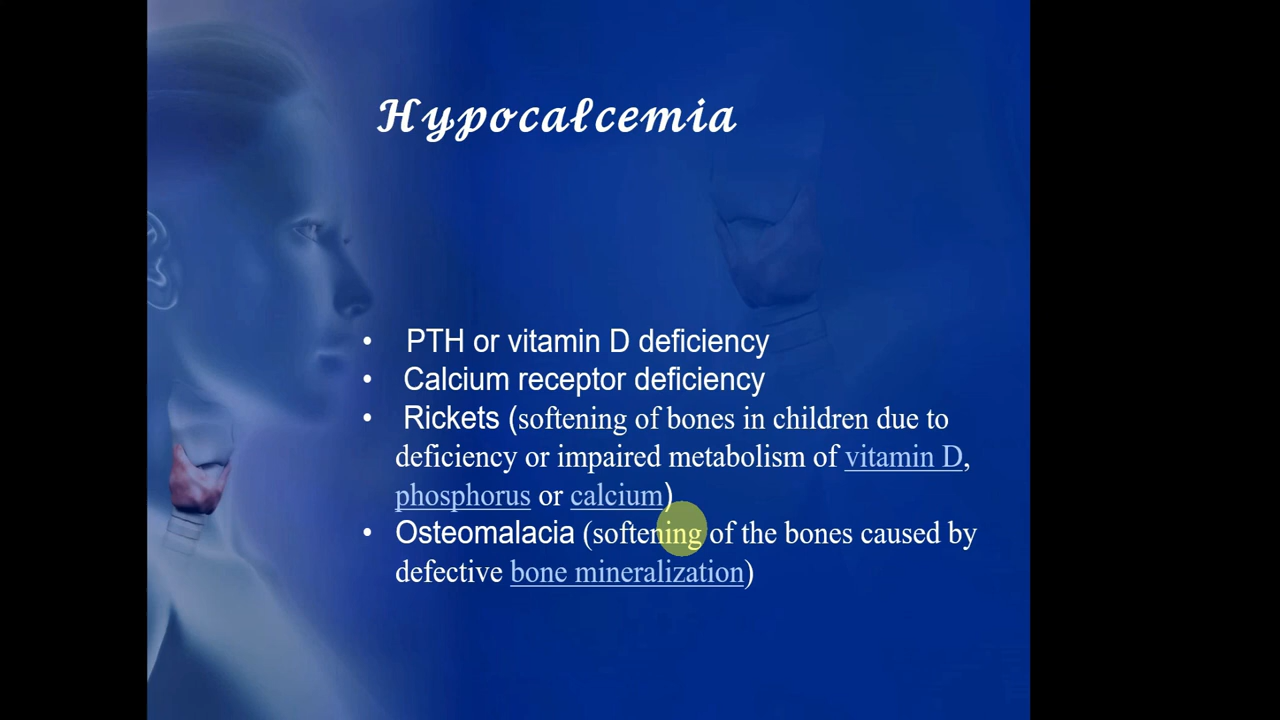 Hypocalcemia
• PTH or vitamin D deficiency
• Calcium receptor deficiency
• Rickets (softening of bones in children due to
deficiency or impaired metabolism of vitamin D,
phosphorus or calcium)
• Osteomalacia (softening of the bones caused by
defective bone mineralization)